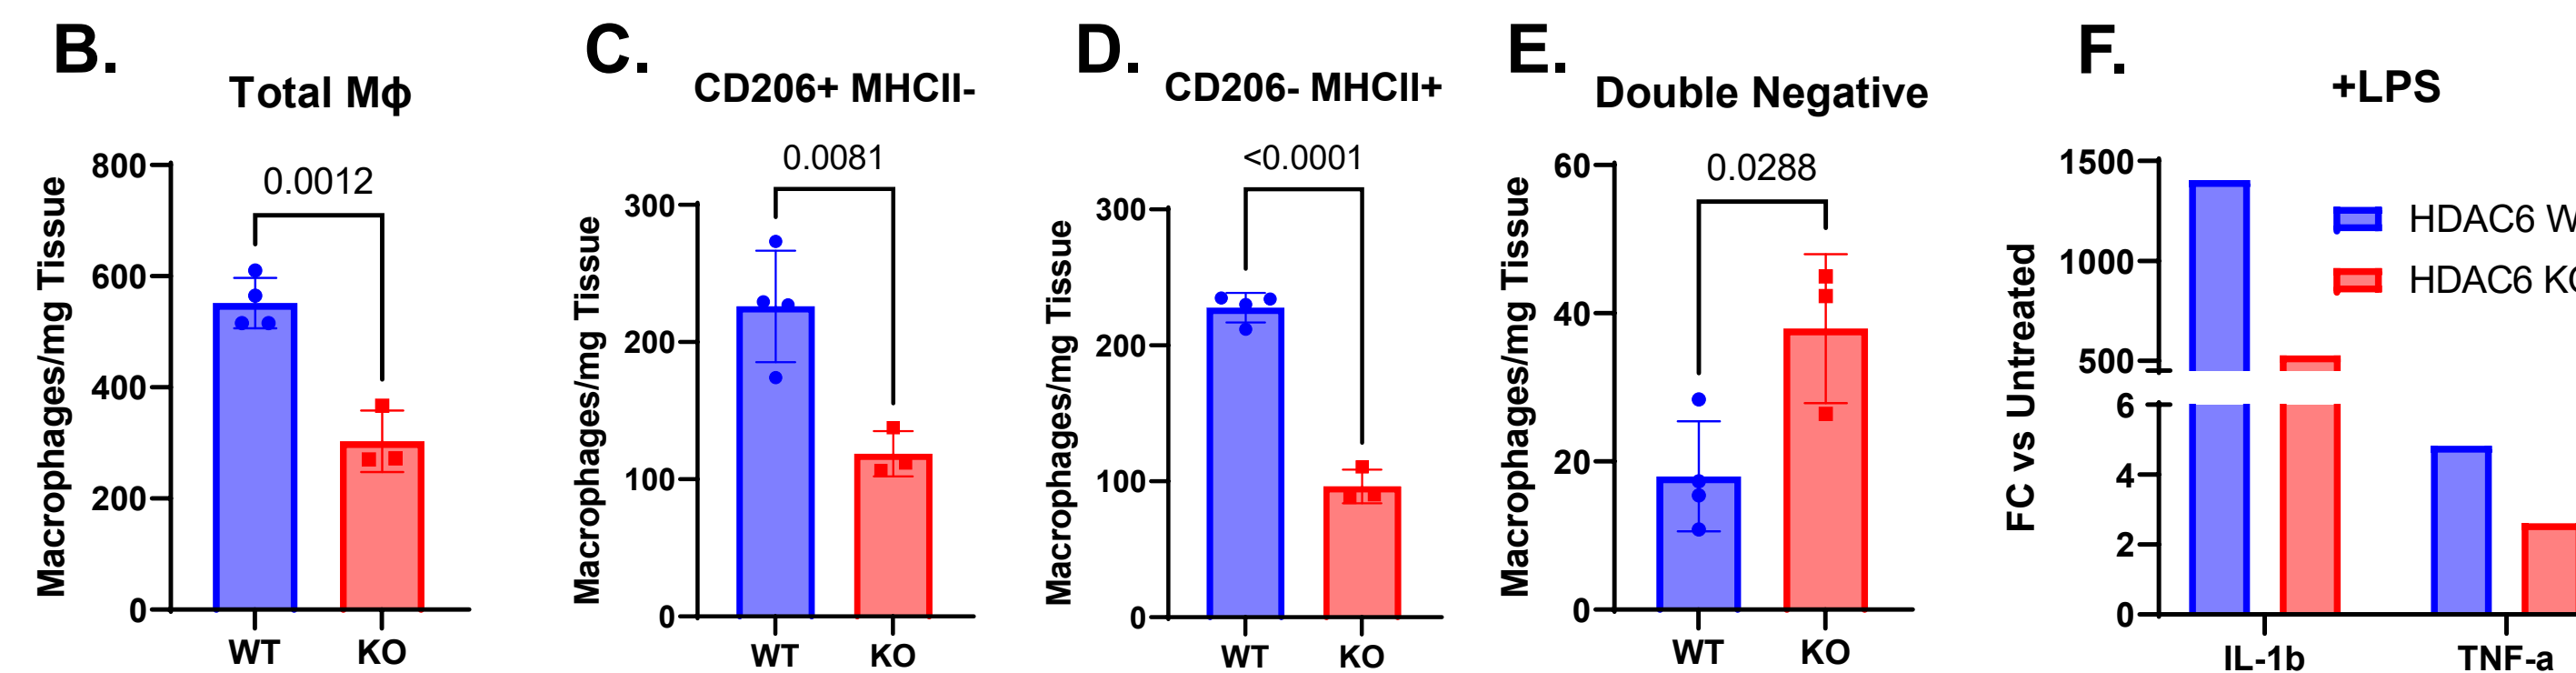 B.
Total Mϕ
Macrophages/mg Tissue
800
600
400
200
0
0.0012
WT
KO
C.
CD206+ MHCII-
Macrophages/mg Tissue
300
200
100
0
0.0081
WT
KO
D.
CD206- MHCII+
Macrophages/mg Tissue
300
200
100
0
<0.0001
WT
KO
E.
Double Negative
Macrophages/mg Tissue
60
40
20
0
0.0288
WT
KO
F.
+LPS
FC vs Untreated
1500
1000
500
6
4
2
0
HDAC6
HDAC6
IL-1b
TNF-a